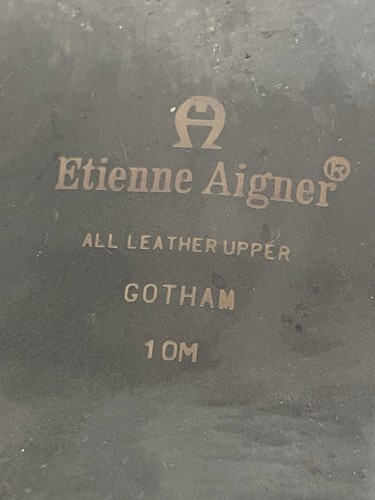 A
Etienne Aigner®
ALL LEATHER UPPER
GOTHAM
10M